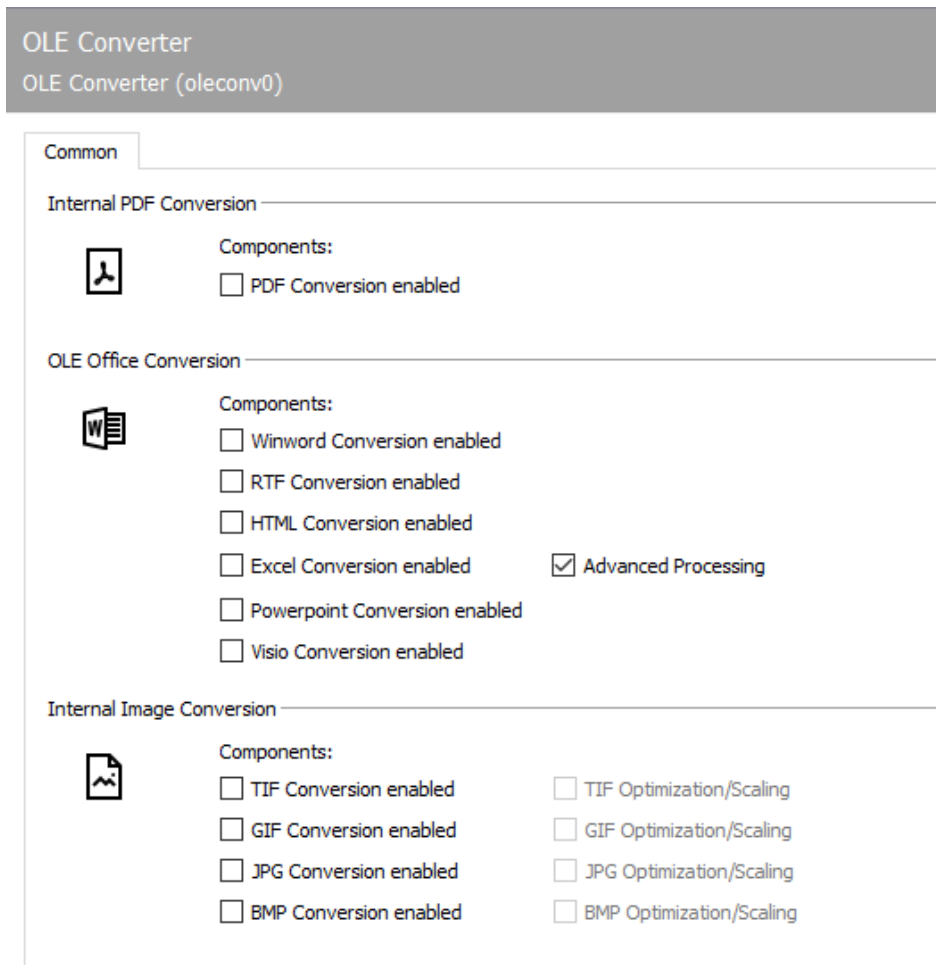 OLE Converter
OLE Converter (oleconv0)
Common
Internal PDF Conversion
Components:
PDF Conversion enabled
OLE Office Conversion
W
Components:
Winword Conversion enabled
RTF Conversion enabled
HTML Conversion enabled
Excel Conversion enabled Advanced Processing
Powerpoint Conversion enabled
Visio Conversion enabled
Internal Image Conversion
Components:
TIF Conversion enabled TIF Optimization/Scaling
GIF Conversion enabled GIF Optimization/Scaling
JPG Conversion enabled JPG Optimization/Scaling
BMP Conversion enabled BMP Optimization/Scaling